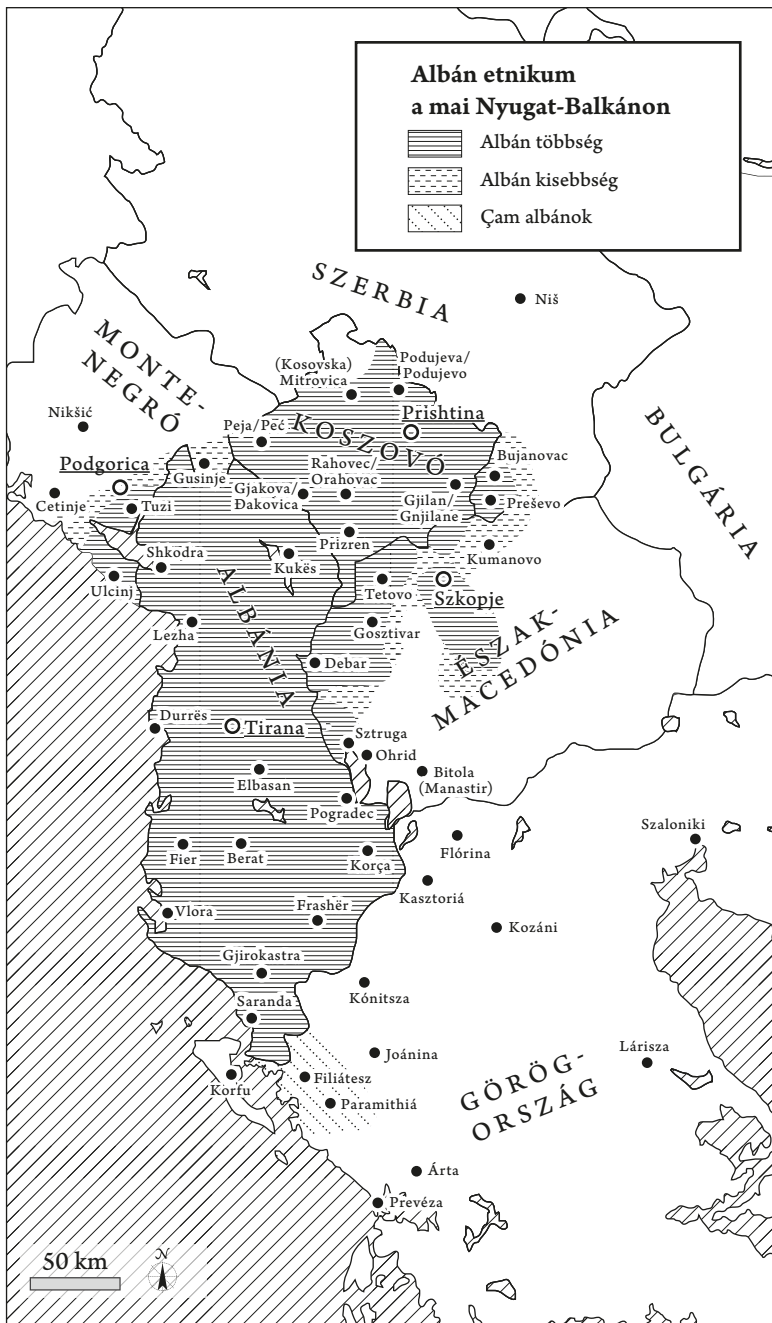 Albán etnikum
a mai Nyugat-Balkánon
Albán többség
Albán kisebbség
Çam albánok
SZERBIA
Niš
MONTE-
NEGRÓ
(Kosovska)
Mitrovica
Podujeva/
Podujevo
Nikšić
Peja/Peć
Prishtina
KOSZOVÓ
BULGÁRIA
Podgorica
Gusinje
Rahovec/
Orahovac
Bujanovac
Cetinje
Tuzi
Gjakova/
Đakovica
Gjilan/
Gnjilane
Preševo
Prizren
Shkodra
Kukës
Kumanovo
Ulcinj
ALBÁNIA
Tetovo
Szkopje
Lezha
Gosztivar
ÉSZAK-
MACEDÓNIA
Debar
Durrës
Tirana
Sztruga
Ohrid
Elbasan
Bitola
(Manastir)
Pogradec
Fier
Berat
Korça
Flórina
Szaloniki
Kasztoriá
Vlora
Frashër
Kozáni
Gjirokastra
Kónitsza
Saranda
Joánina
Lárisza
Korfu
Filiátesz
GÖRÖG-
ORSZÁG
Paramithiá
Árta
Prevéza
50 km
N